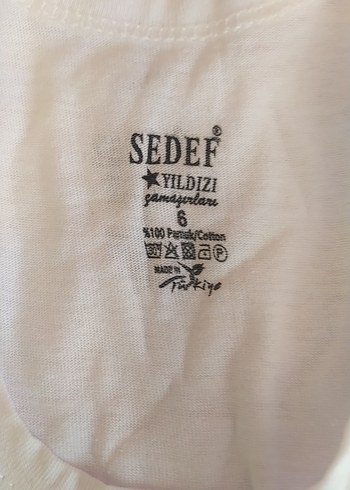 SEDEF®
★YILDIZI
çamaşırları
6
%100 Pamuk/Cotton
P
MADE IN
Türkiye